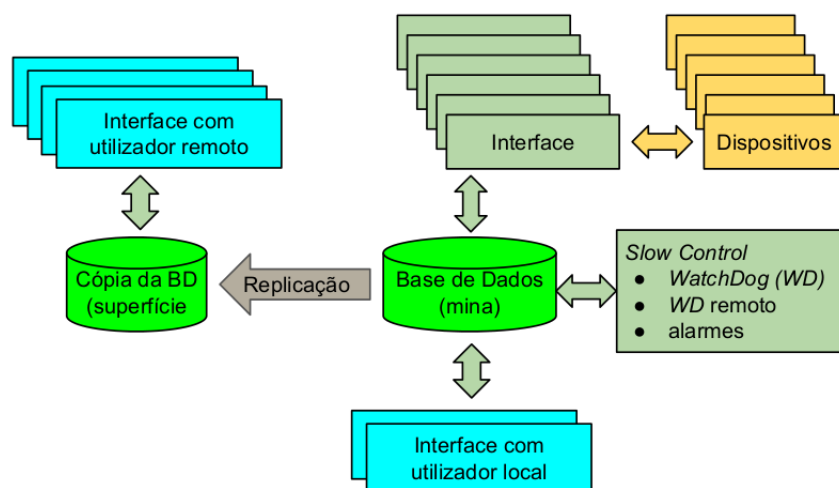 Interface com
utilizador remoto
Interface
Dispositivos
Cópia da BD
(superfície
Replicação
Base de Dados
(mina)
Slow Control
● WatchDog (WD)
● WD remoto
● alarmes
Interface com
utilizador local